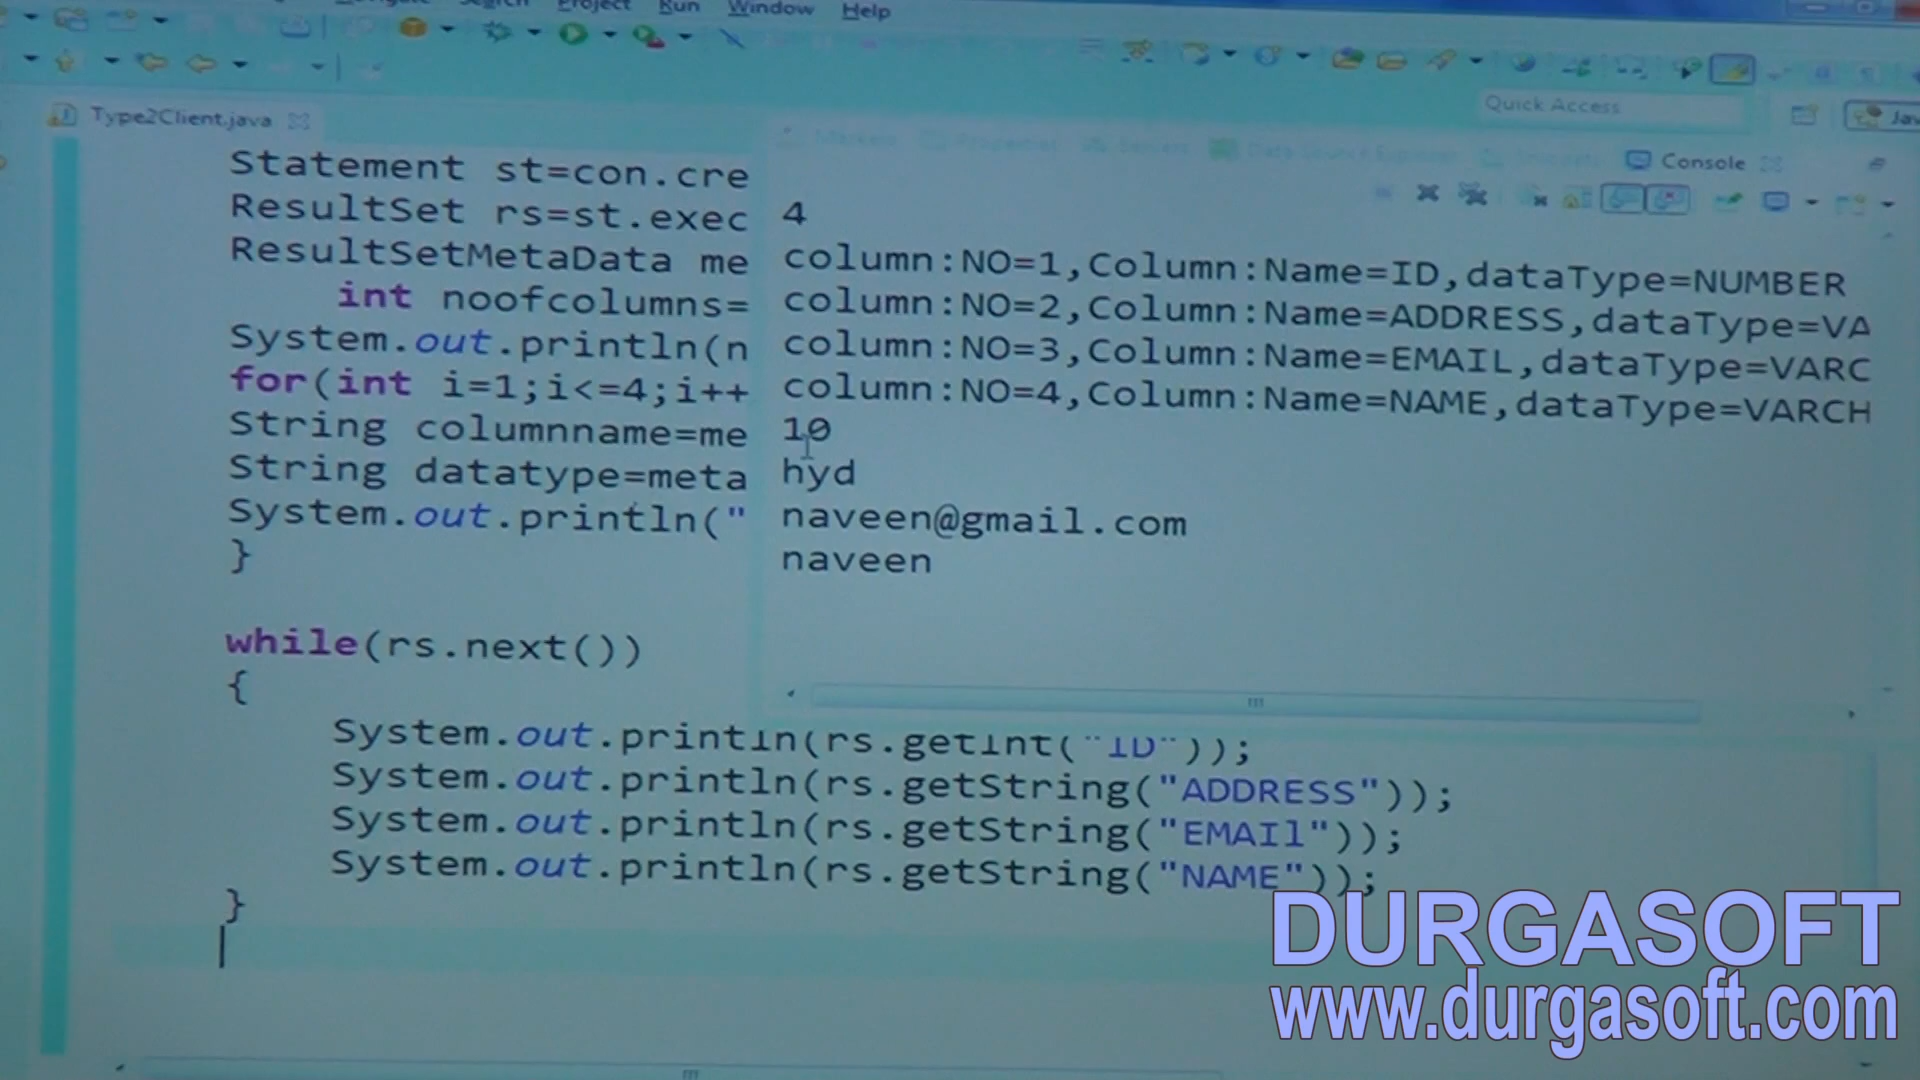 Search Project Run Window Help
Quick Access
Type2Client.java
Console
Statement st=con.cre
ResultSet rs=st.exec
ResultSetMetaData me
int noofcolumns=
System.out.println(n
for(int i=1;i<=4;i++
String columnname=me
String datatype=meta
System.out.println("
}
while(rs.next())
{
System.out.println(rs.getInt("ID"));
System.out.println(rs.getString("ADDRESS"));
System.out.println(rs.getString("EMAIl"));
System.out.println(rs.getString("NAME"));
}
4
column:NO=1,Column:Name=ID,dataType=NUMBER
column:NO=2,Column:Name=ADDRESS,dataType=VA
column:NO=3,Column:Name=EMAIL,dataType=VARC
column:NO=4,Column:Name=NAME,dataType=VARCH
10
hyd
naveen@gmail.com
naveen
DURGASOFT
www.durgasoft.com